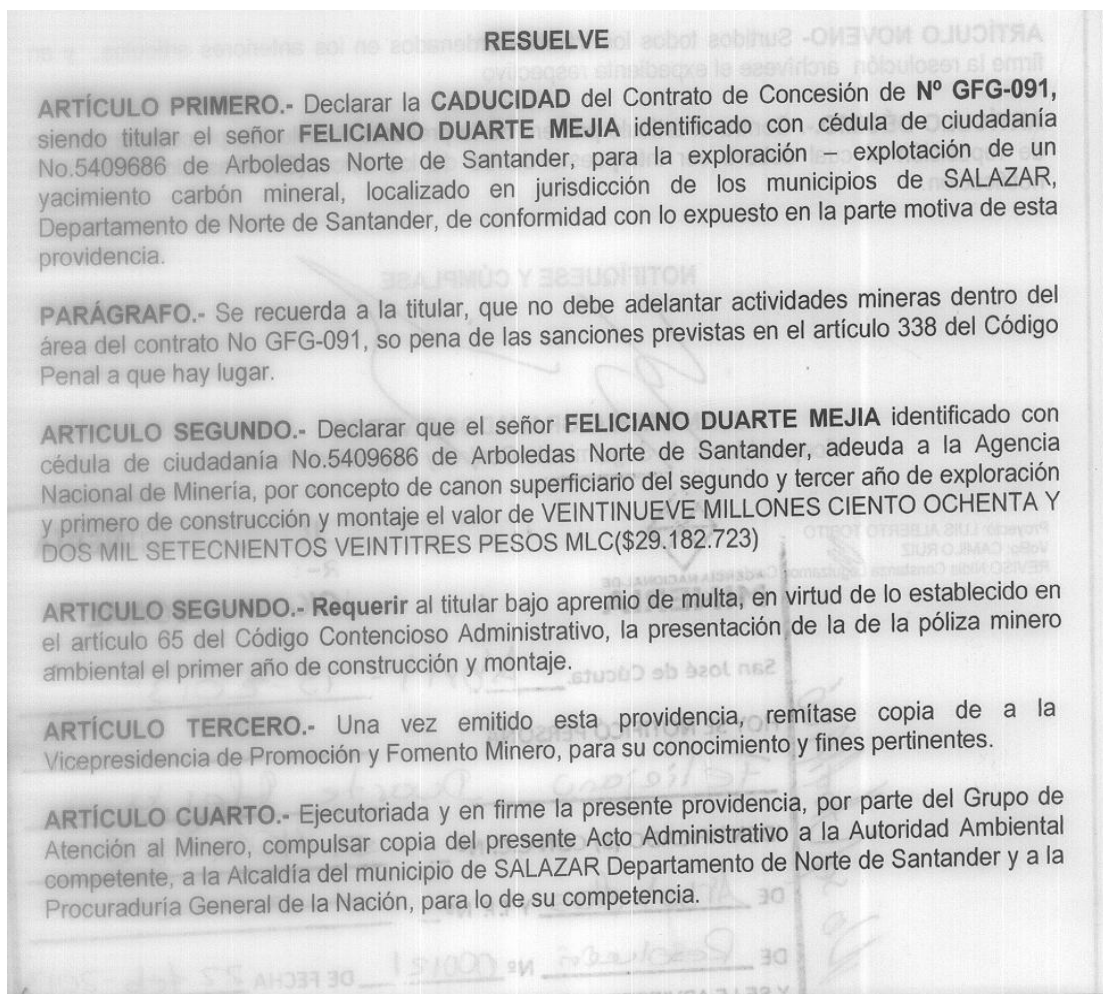 RESUELVE
ARTÍCULO PRIMERO.- Declarar la CADUCIDAD del Contrato de Concesión de Nº GFG-091,
siendo titular el señor FELICIANO DUARTE MEJIA identificado con cédula de ciudadanía
No.5409686 de Arboledas Norte de Santander, para la exploración – explotación de un
yacimiento carbón mineral, localizado en jurisdicción de los municipios de SALAZAR,
Departamento de Norte de Santander, de conformidad con lo expuesto en la parte motiva de esta
providencia.
PARÁGRAFO.- Se recuerda a la titular, que no debe adelantar actividades mineras dentro del
área del contrato No GFG-091, so pena de las sanciones previstas en el artículo 338 del Código
Penal a que hay lugar.
ARTICULO SEGUNDO.- Declarar que el señor FELICIANO DUARTE MEJIA identificado con
cédula de ciudadanía No.5409686 de Arboledas Norte de Santander, adeuda a la Agencia
Nacional de Minería, por concepto de canon superficiario del segundo y tercer año de exploración
y primero de construcción y montaje el valor de VEINTINUEVE MILLONES CIENTO OCHENTA Y
DOS MIL SETECNIENTOS VEINTITRES PESOS MLC($29.182.723)
ARTICULO SEGUNDO.- Requerir al titular bajo apremio de multa, en virtud de lo establecido en
el artículo 65 del Código Contencioso Administrativo, la presentación de la de la póliza minero
ambiental el primer año de construcción y montaje.
ARTÍCULO TERCERO.- Una vez emitido esta providencia, remítase copia de a la
Vicepresidencia de Promoción y Fomento Minero, para su conocimiento y fines pertinentes.
ARTÍCULO CUARTO.- Ejecutoriada y en firme la presente providencia, por parte del Grupo de
Atención al Minero, compulsar copia del presente Acto Administrativo a la Autoridad Ambiental
competente, a la Alcaldía del municipio de SALAZAR Departamento de Norte de Santander y a la
Procuraduría General de la Nación, para lo de su competencia.